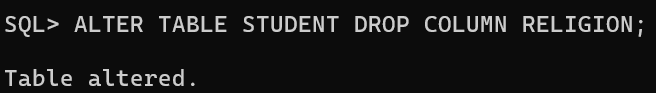 SQL> ALTER TABLE STUDENT DROP COLUMN RELIGION;
Table altered.